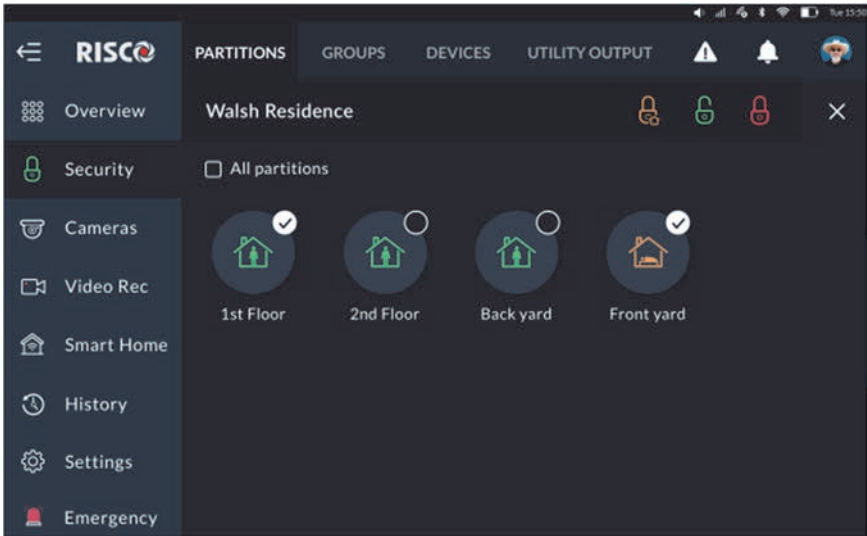 Tue 15:50
RISCO
PARTITIONS GROUPS DEVICES UTILITY OUTPUT
Overview
Walsh Residence
Security
All partitions
Cameras
Video Rec
1st Floor 2nd Floor Back yard Front yard
Smart Home
History
Settings
Emergency